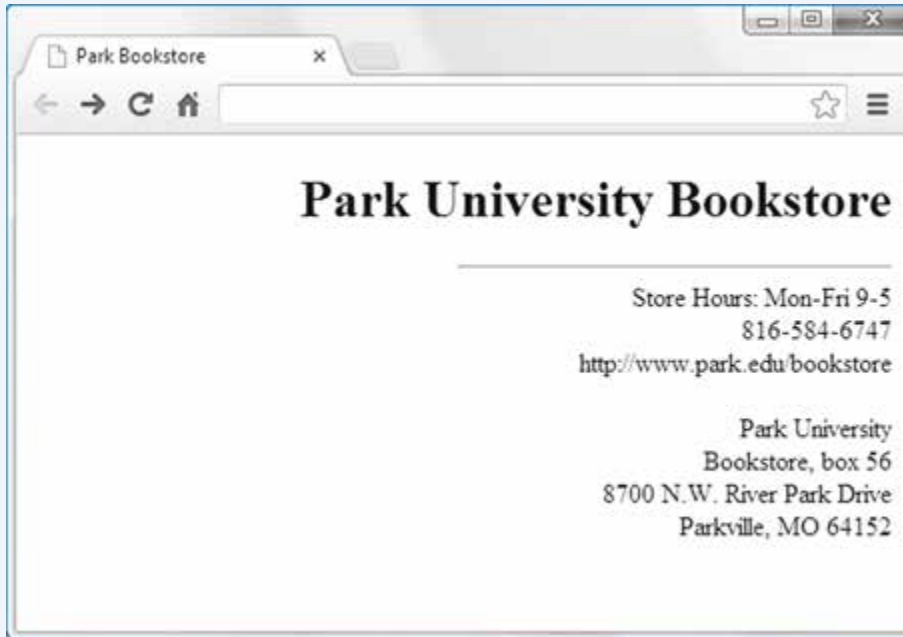 Park Bookstore
Park University Bookstore
Store Hours: Mon-Fri 9-5
816-584-6747
http://www.park.edu/bookstore
Park University
Bookstore, box 56
8700 N.W. River Park Drive
Parkville, MO 64152